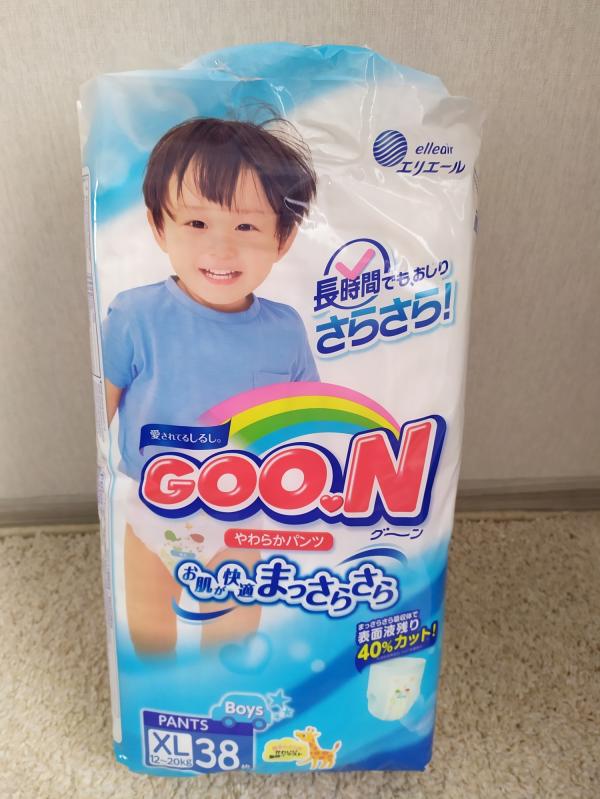 elleair
エリエール
長時間でも、おしり
さらさら!
愛されてるしるし。
GOO.N
グ〜ン
やわらかパンツ
お肌が快適まっさらさら
まっさらさら吸収体で
表面液残り
40%カット!
Boys
PANTS
XL 38
12~20kg